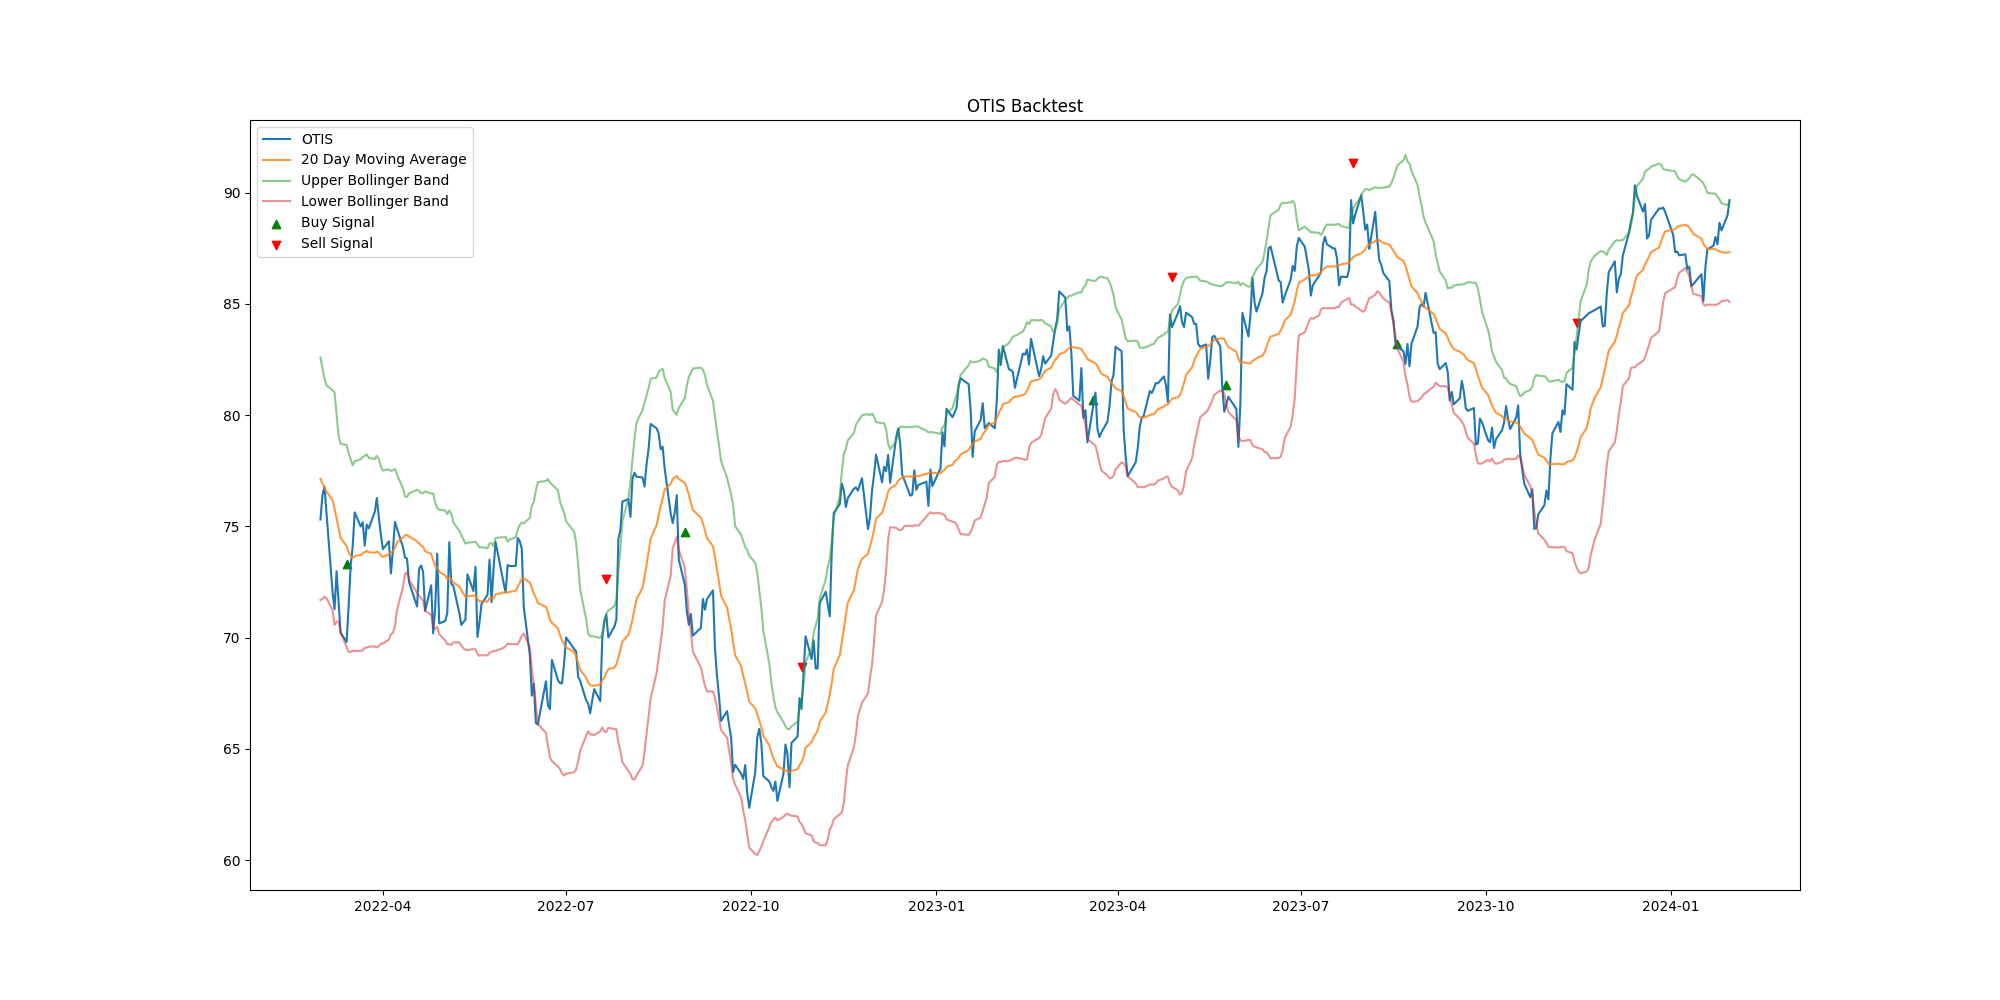 OTIS Backtest
OTIS
20 Day Moving Average
Upper Bollinger Band
Lower Bollinger Band
Buy Signal
Sell Signal
90
85
80
75
70
65
60
2022-04 2022-07 2022-10 2023-01 2023-04 2023-07 2023-10 2024-01